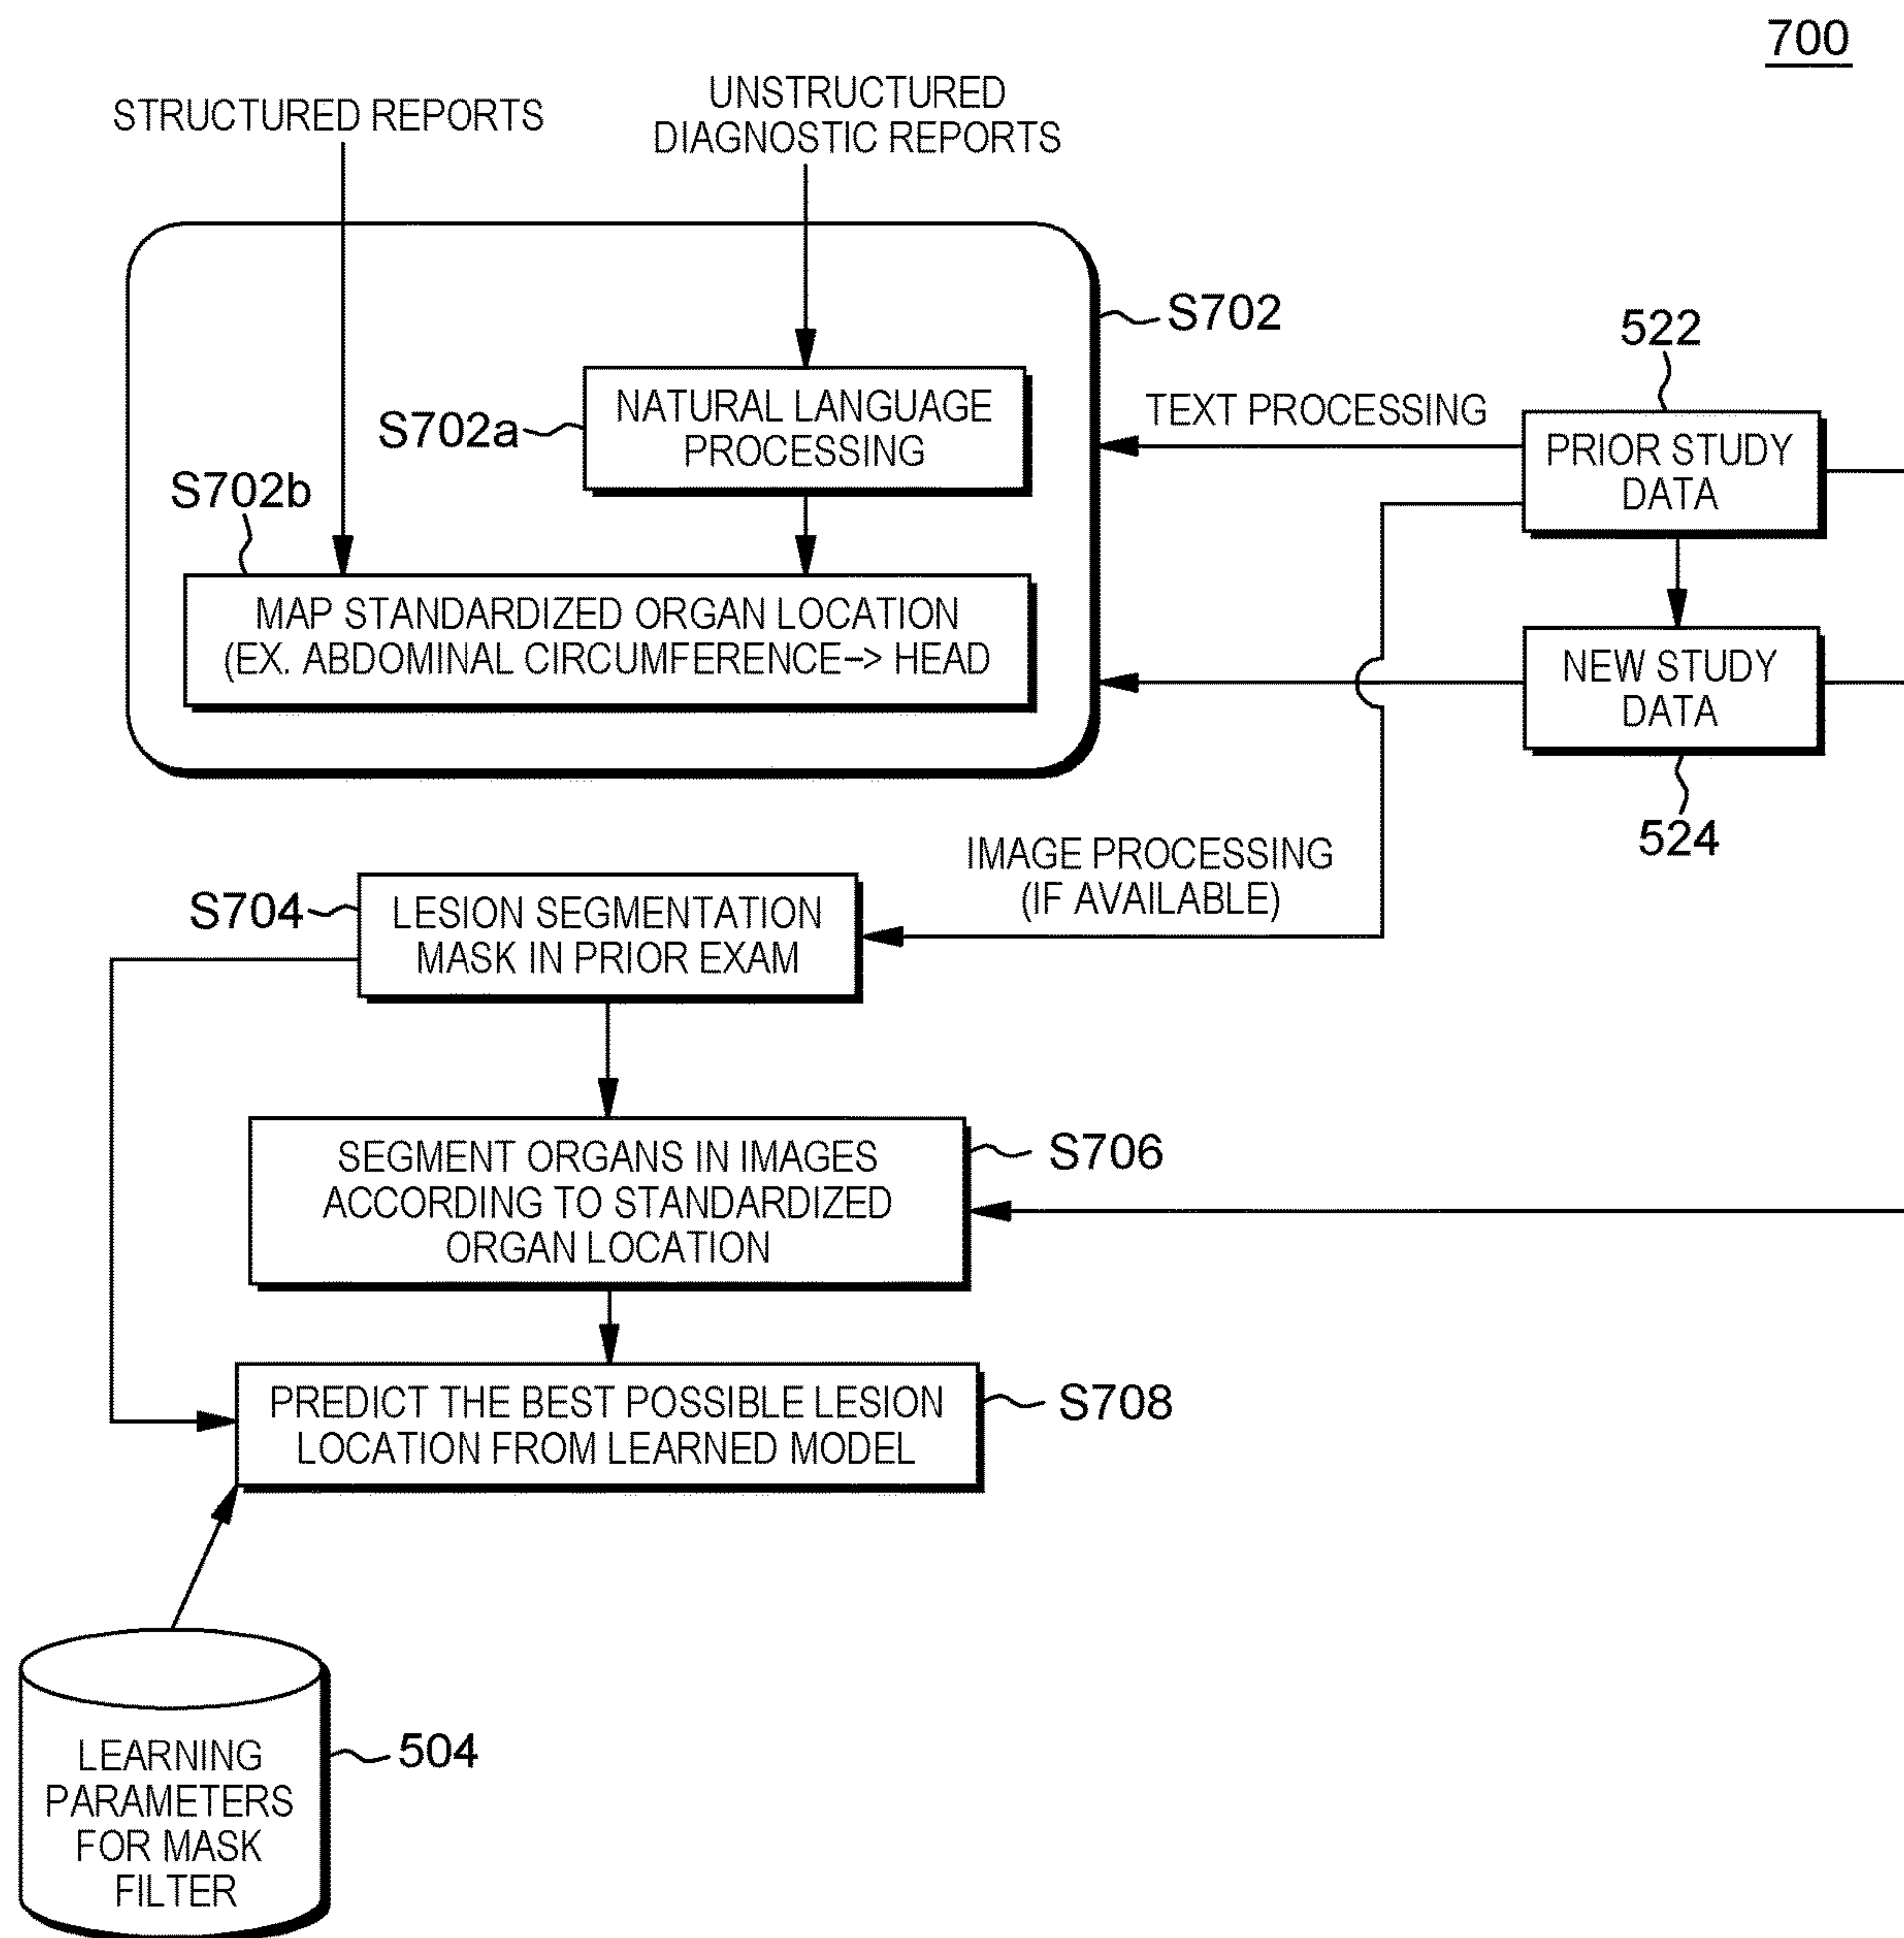 700
STRUCTURED REPORTS
UNSTRUCTURED
DIAGNOSTIC REPORTS
S702
522
NATURAL LANGUAGE
PROCESSING
S702a
TEXT PROCESSING
PRIOR STUDY
DATA
S702b
MAP STANDARDIZED ORGAN LOCATION
(EX. ABDOMINAL CIRCUMFERENCE–> HEAD
NEW STUDY
DATA
524
IMAGE PROCESSING
(IF AVAILABLE)
S704
LESION SEGMENTATION
MASK IN PRIOR EXAM
SEGMENT ORGANS IN IMAGES
ACCORDING TO STANDARDIZED
ORGAN LOCATION
S706
PREDICT THE BEST POSSIBLE LESION
LOCATION FROM LEARNED MODEL
S708
LEARNING
PARAMETERS
FOR MASK
FILTER
504